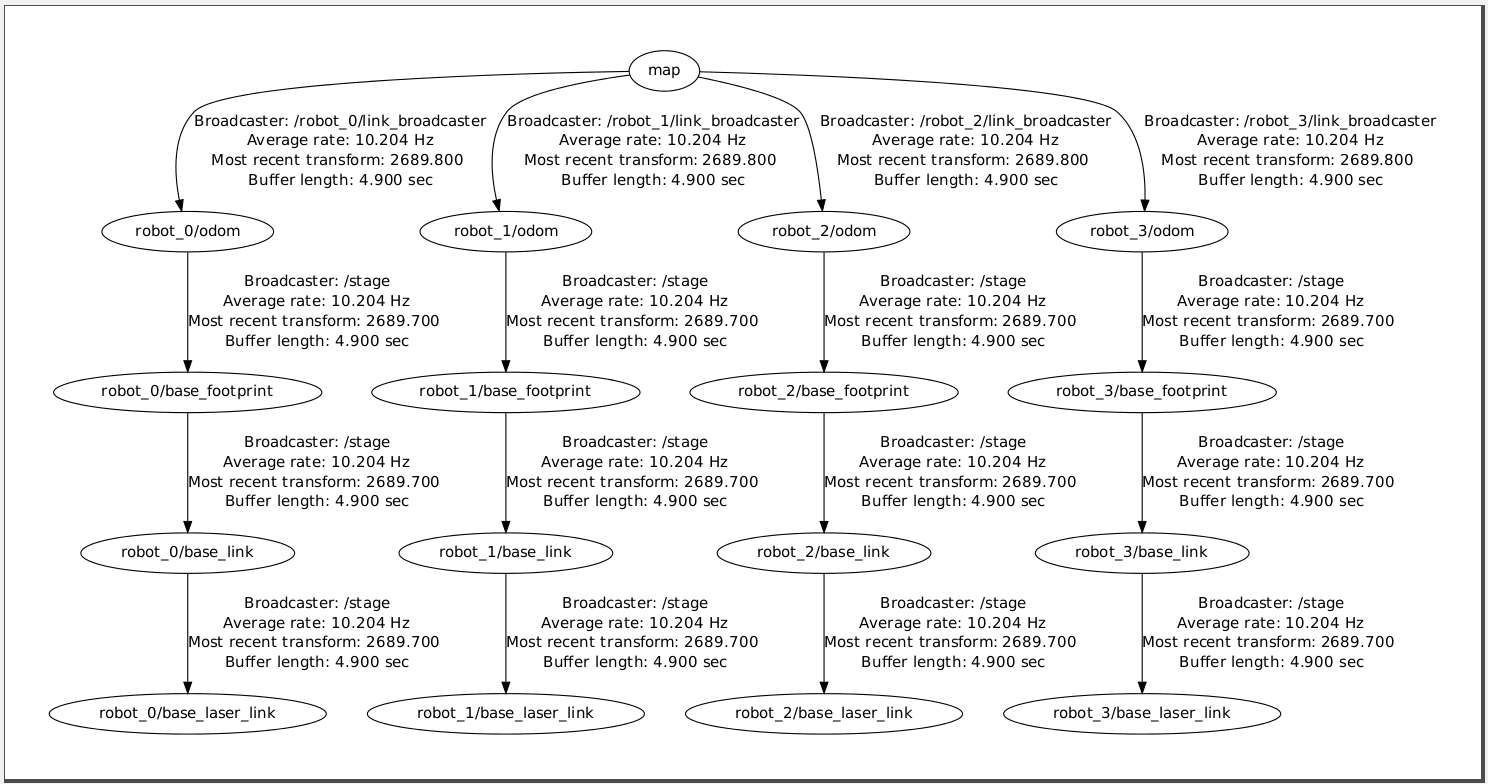 map
Broadcaster: /robot_0/link_broadcaster
Average rate: 10.204 Hz
Most recent transform: 2689.800
Buffer length: 4.900 sec
Broadcaster: /robot_1/link_broadcaster
Average rate: 10.204 Hz
Most recent transform: 2689.800
Buffer length: 4.900 sec
Broadcaster: /robot_2/link_broadcaster
Average rate: 10.204 Hz
Most recent transform: 2689.800
Buffer length: 4.900 sec
Broadcaster: /robot_3/link_broadcaster
Average rate: 10.204 Hz
Most recent transform: 2689.800
Buffer length: 4.900 sec
robot_0/odom
robot_1/odom
robot_2/odom
robot_3/odom
Broadcaster: /stage
Average rate: 10.204 Hz
Most recent transform: 2689.700
Buffer length: 4.900 sec
Broadcaster: /stage
Average rate: 10.204 Hz
Most recent transform: 2689.700
Buffer length: 4.900 sec
Broadcaster: /stage
Average rate: 10.204 Hz
Most recent transform: 2689.700
Buffer length: 4.900 sec
Broadcaster: /stage
Average rate: 10.204 Hz
Most recent transform: 2689.700
Buffer length: 4.900 sec
robot_0/base_footprint
robot_1/base_footprint
robot_2/base_footprint
robot_3/base_footprint
Broadcaster: /stage
Average rate: 10.204 Hz
Most recent transform: 2689.700
Buffer length: 4.900 sec
Broadcaster: /stage
Average rate: 10.204 Hz
Most recent transform: 2689.700
Buffer length: 4.900 sec
Broadcaster: /stage
Average rate: 10.204 Hz
Most recent transform: 2689.700
Buffer length: 4.900 sec
Broadcaster: /stage
Average rate: 10.204 Hz
Most recent transform: 2689.700
Buffer length: 4.900 sec
robot_0/base_link
robot_1/base_link
robot_2/base_link
robot_3/base_link
Broadcaster: /stage
Average rate: 10.204 Hz
Most recent transform: 2689.700
Buffer length: 4.900 sec
Broadcaster: /stage
Average rate: 10.204 Hz
Most recent transform: 2689.700
Buffer length: 4.900 sec
Broadcaster: /stage
Average rate: 10.204 Hz
Most recent transform: 2689.700
Buffer length: 4.900 sec
Broadcaster: /stage
Average rate: 10.204 Hz
Most recent transform: 2689.700
Buffer length: 4.900 sec
robot_0/base_laser_link
robot_1/base_laser_link
robot_2/base_laser_link
robot_3/base_laser_link